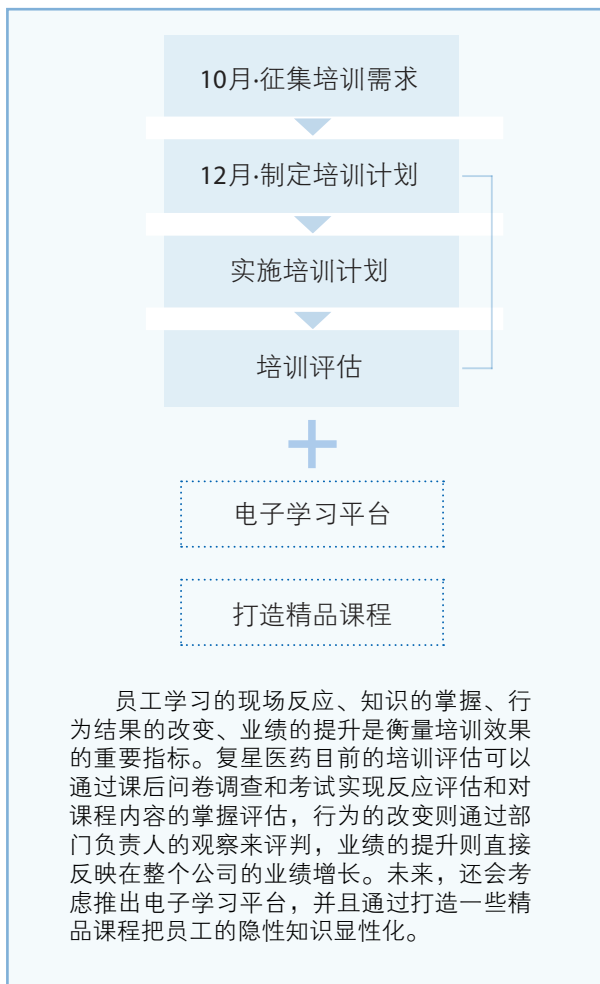 10月·征集培训需求
12月·制定培训计划
实施培训计划
培训评估
电子学习平台
打造精品课程
员工学习的现场反应、知识的掌握、行
为结果的改变、业绩的提升是衡量培训效果
的重要指标。复星医药目前的培训评估可以
通过课后问卷调查和考试实现反应评估和对
课程内容的掌握评估，行为的改变则通过部
门负责人的观察来评判，业绩的提升则直接
反映在整个公司的业绩增长。未来，还会考
虑推出电子学习平台，并且通过打造一些精
品课程把员工的隐性知识显性化。